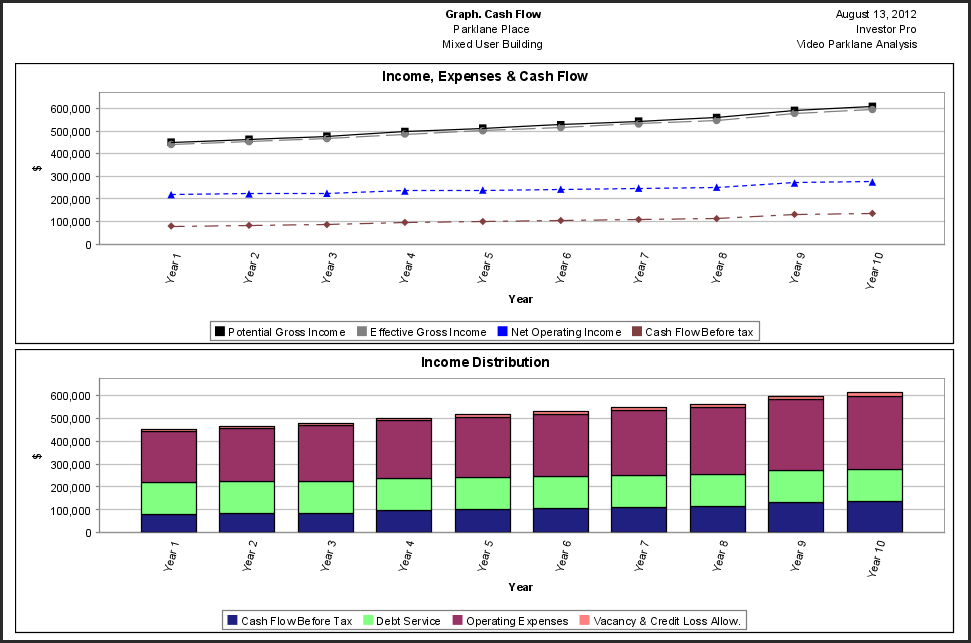 Graph. Cash Flow
August 13, 2012
Parklane Place
Investor Pro
Mixed User Building
Video Parklane Analysis
Income, Expenses & Cash Flow
600,000
500,000
400,000
300,000
200,000
100,000
0
$
Year 1 Year 2 Year 3 Year 4 Year 5 Year 6 Year 7 Year 8 Year 9 Year 10
Year
Potential Gross Income Effective Gross Income Net Operating Income Cash Flow Before tax
Income Distribution
600,000
500,000
400,000
300,000
200,000
100,000
0
$
Year 1 Year 2 Year 3 Year 4 Year 5 Year 6 Year 7 Year 8 Year 9 Year 10
Year
Cash Flow Before Tax Debt Service Operating Expenses Vacancy & Credit Loss Allow.